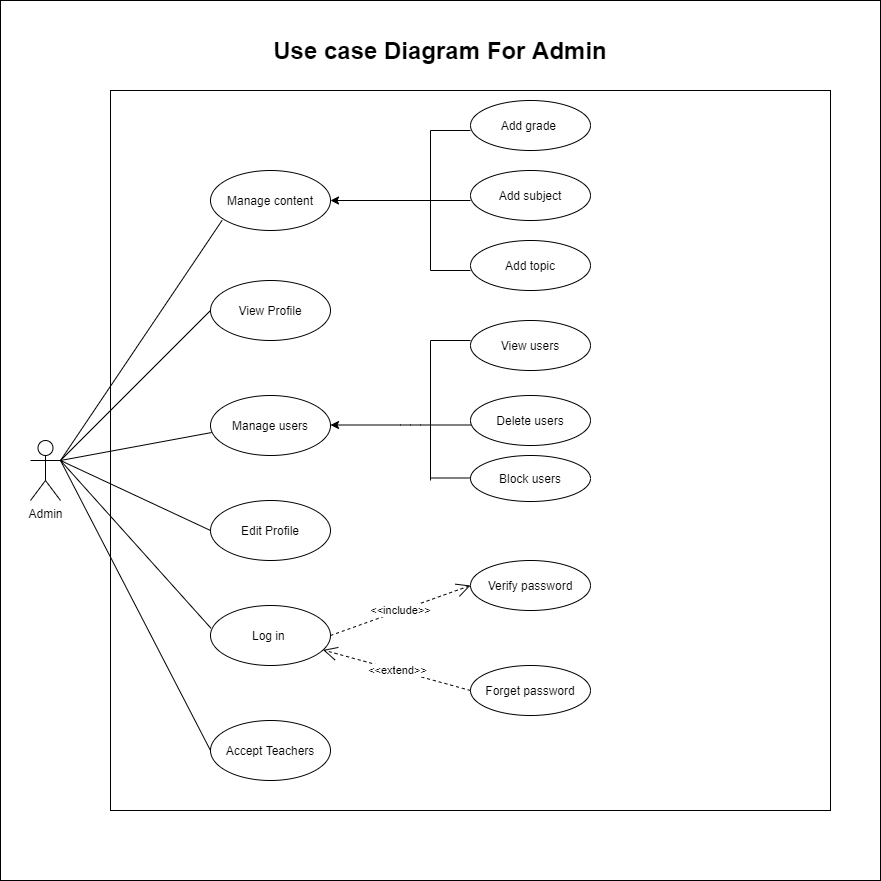 Use case Diagram For Admin
Add grade
Manage content
Add subject
Add topic
View Profile
View users
Manage users
Delete users
Block users
Admin
Edit Profile
Verify password
<<include>>
Log in
<<extend>>
Forget password
Accept Teachers